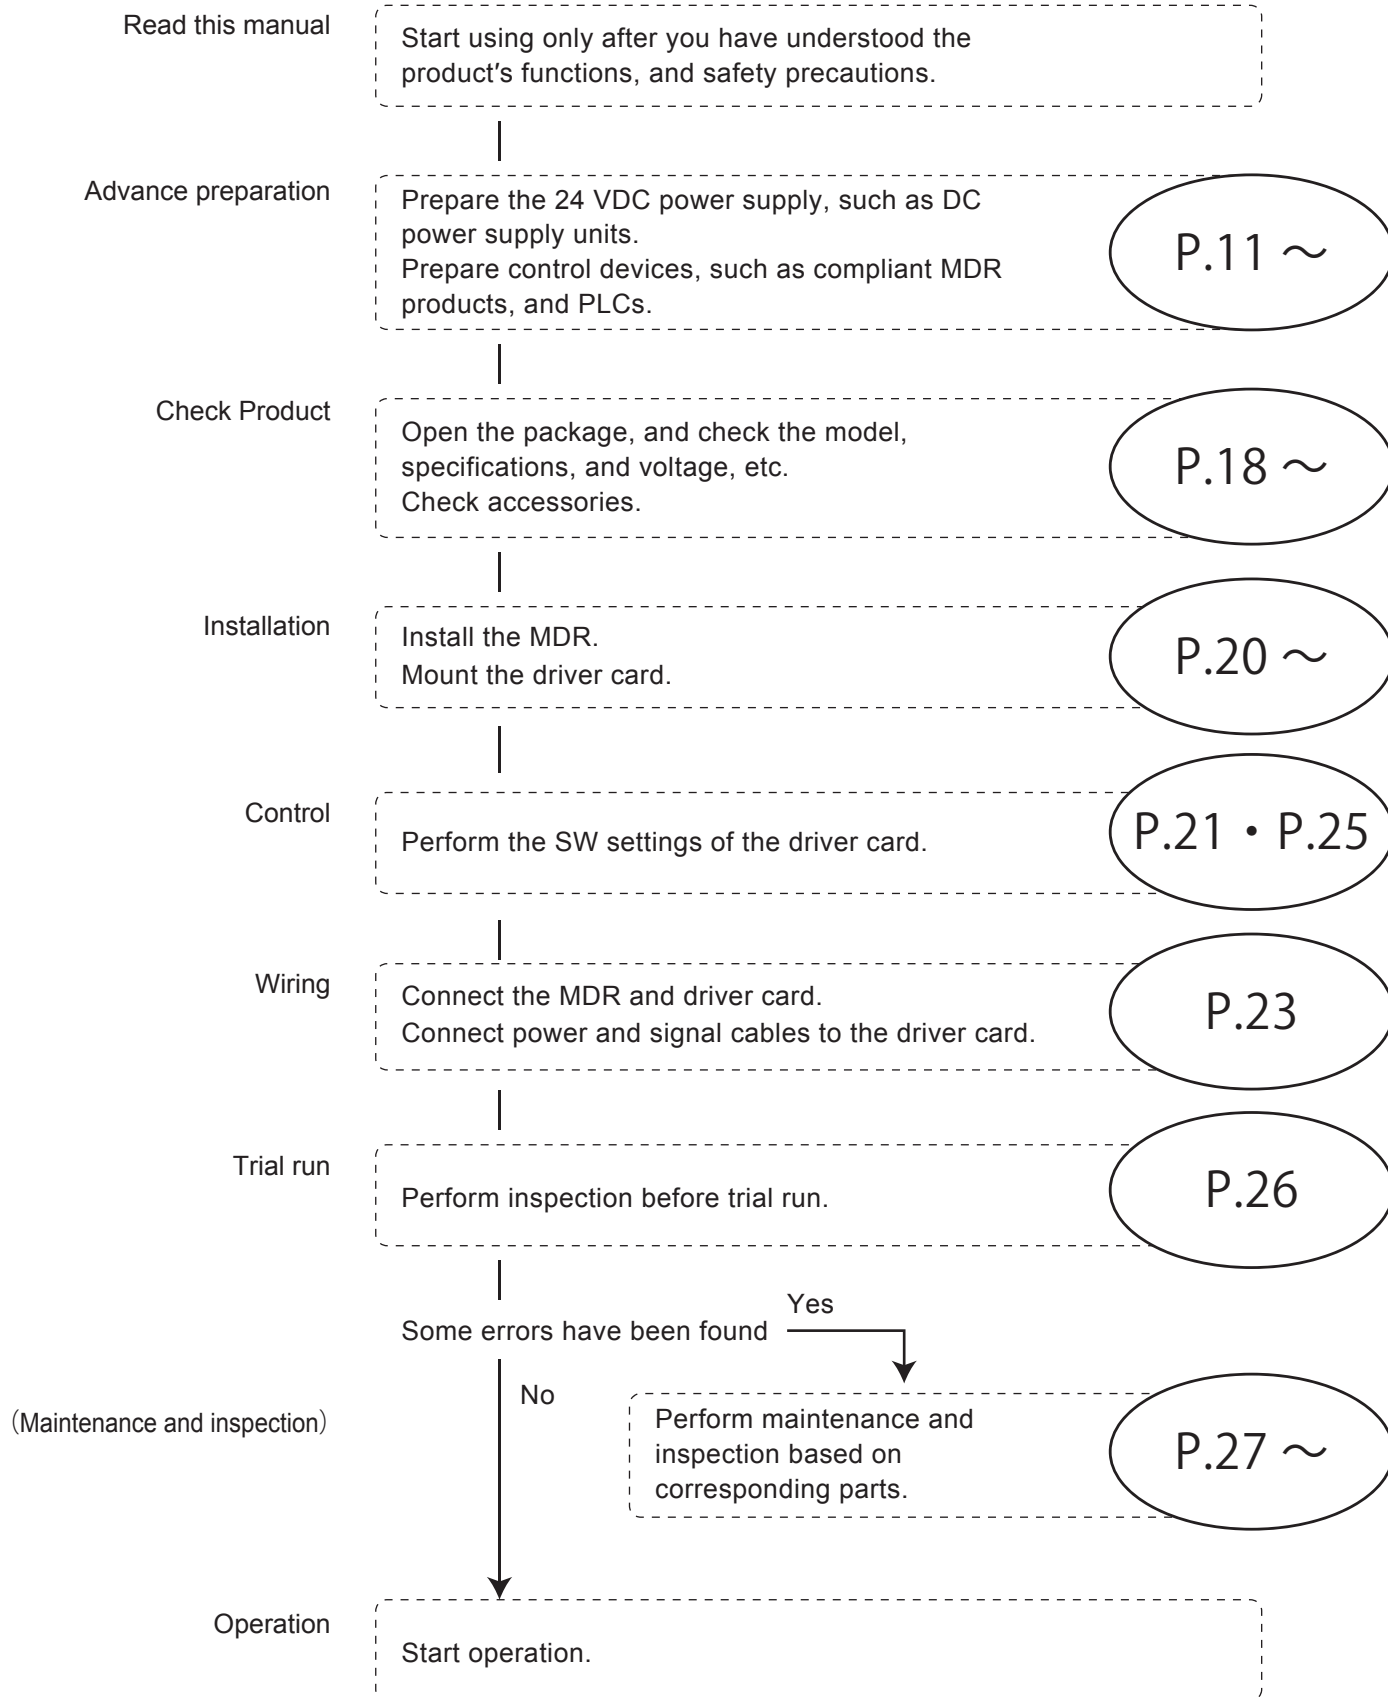 Read this manual
Start using only after you have understood the
product's functions, and safety precautions.
Advance preparation
Prepare the 24 VDC power supply, such as DC
power supply units.
Prepare control devices, such as compliant MDR
products, and PLCs.
P.11 ～
Check Product
Open the package, and check the model,
specifications, and voltage, etc.
Check accessories.
P.18 ～
Installation
Install the MDR.
Mount the driver card.
P.20 ～
Control
Perform the SW settings of the driver card.
P.21・P.25
Wiring
Connect the MDR and driver card.
Connect power and signal cables to the driver card.
P.23
Trial run
Perform inspection before trial run.
P.26
Some errors have been found
Yes
No
（Maintenance and inspection）
Perform maintenance and
inspection based on
corresponding parts.
P.27 ～
Operation
Start operation.